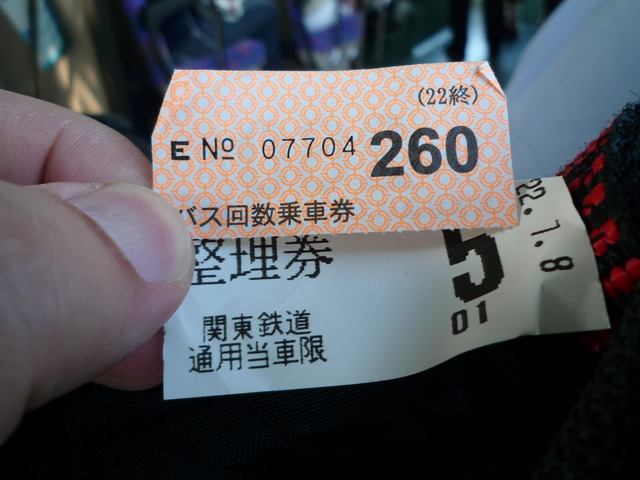 (22終)
E No 07704 260
バス回数乗車券
整理券 5
22.1.8
01
関東鉄道
通用当車限